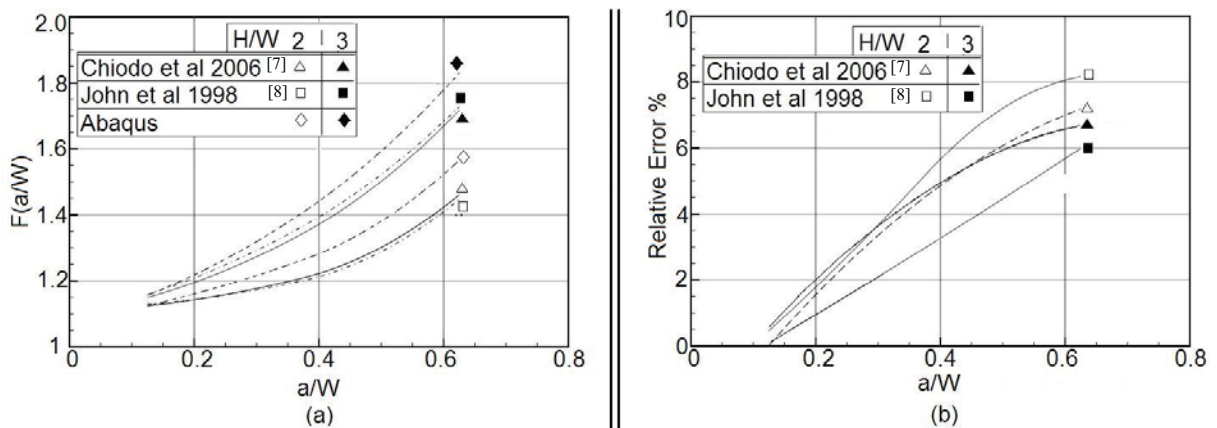 2.0
1.8
1.6
1.4
1.2
1
F(a/W)
H/W 2 | 3
Chiodo et al 2006 [7] △ ▲
John et al 1998 [8] □ ■
Abaqus ◇ ◆
0 0.2 0.4 0.6 0.8
a/W
(a)
10
8
6
4
2
0
Relative Error %
H/W 2 | 3
Chiodo et al 2006 [7] △ ▲
John et al 1998 [8] □ ■
0 0.2 0.4 0.6 0.8
a/W
(b)